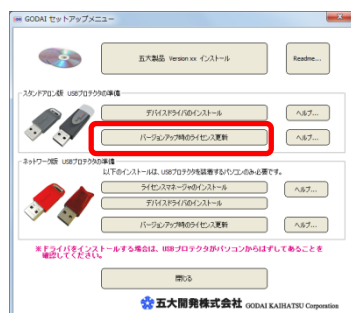 GODAI セットアップメニュー
五大製品 Version xx インストール
Readme...
スタンドアロン版 USBプロテクタの準備
デバイスドライバのインストール
ヘルプ...
バージョンアップ時のライセンス更新
ヘルプ...
ネットワーク版 USBプロテクタの準備
以下のインストールは、USBプロテクタを装着するパソコンのみ必要です。
ライセンスマネージャのインストール
ヘルプ...
デバイスドライバのインストール
バージョンアップ時のライセンス更新
ヘルプ...
※ドライバをインストールする場合は、USBプロテクタがパソコンからはずしてあることを
確認してください。
閉じる
五大開発株式会社 GODAI KAIHATSU Corporation